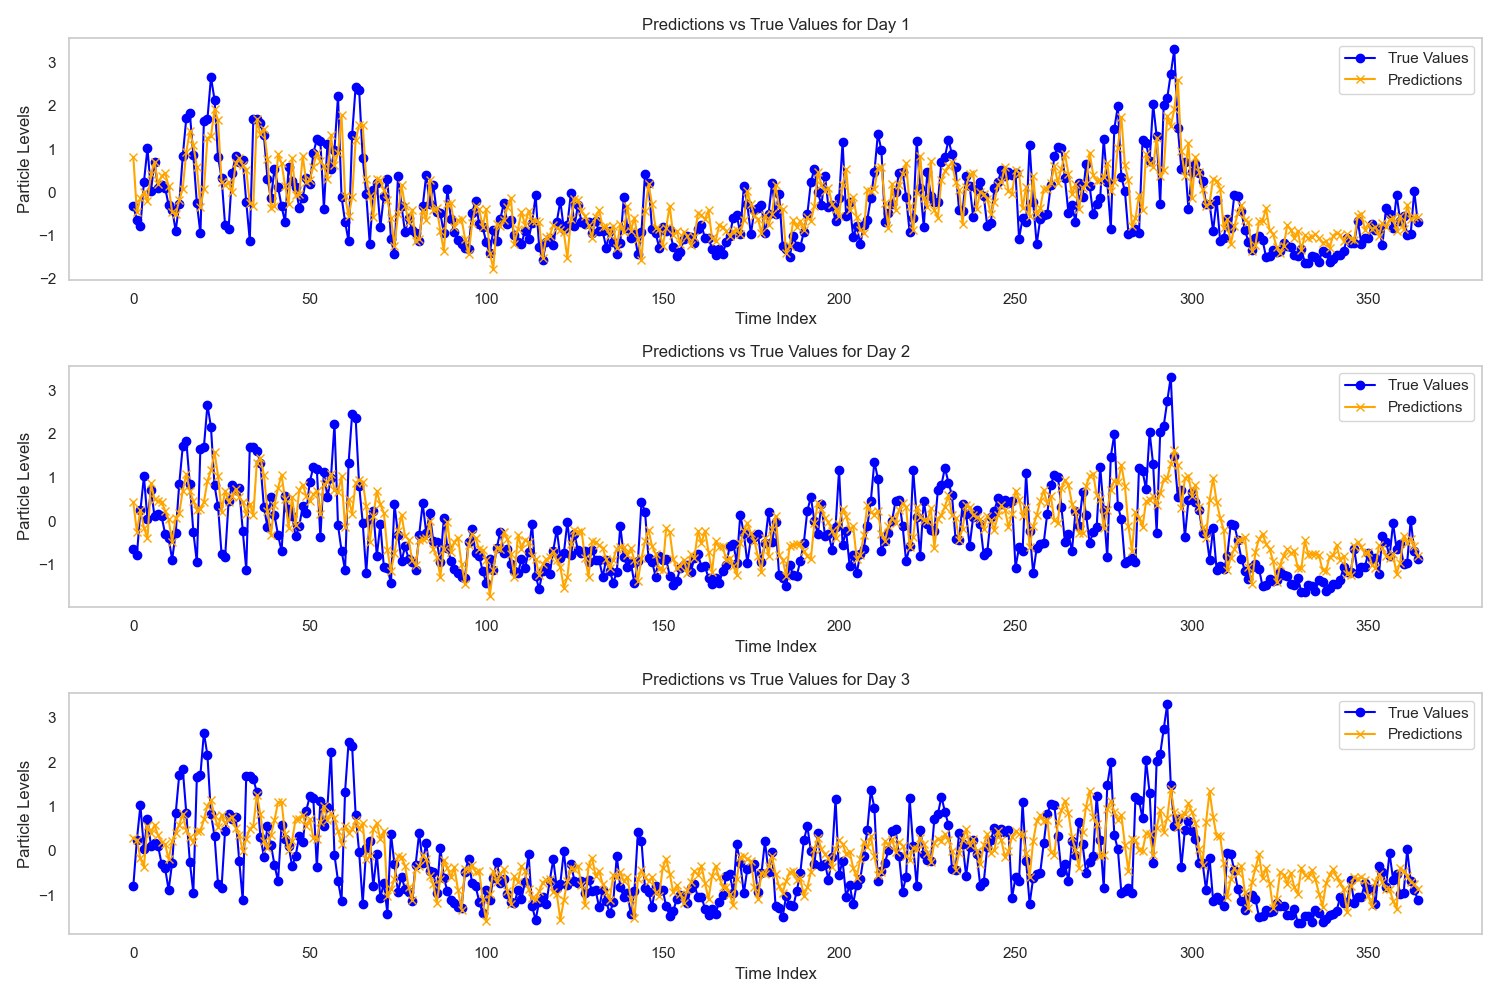 Predictions vs True Values for Day 1
Particle Levels
3
2
1
0
−1
−2
True Values
Predictions
0 50 100 150 200 250 300 350
Time Index
Predictions vs True Values for Day 2
Particle Levels
3
2
1
0
−1
True Values
Predictions
0 50 100 150 200 250 300 350
Time Index
Predictions vs True Values for Day 3
Particle Levels
3
2
1
0
−1
True Values
Predictions
0 50 100 150 200 250 300 350
Time Index